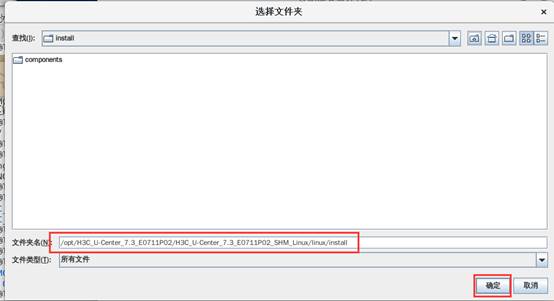 选择文件夹
查找(I):
install
components
文件夹名(N):
/opt/H3C_U-Center_7.3_E0711P02/H3C_U-Center_7.3_E0711P02_SHM_Linux/linux/install
文件类型(T):
所有文件
确定
取消